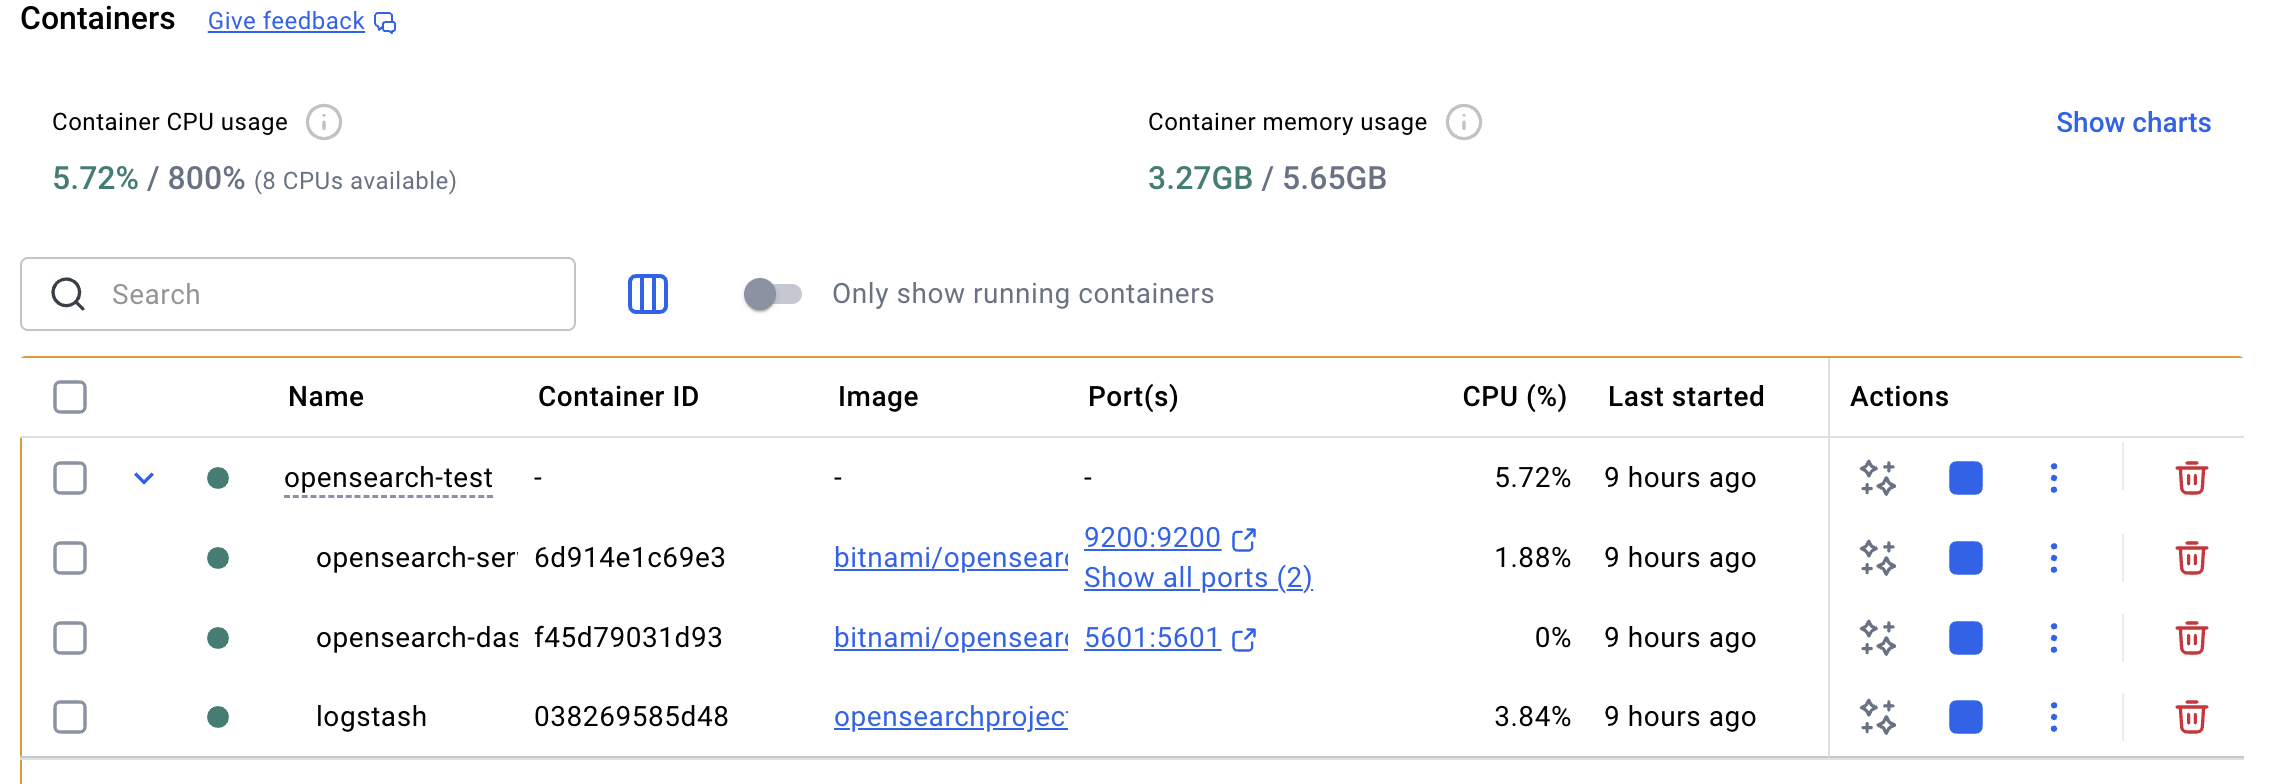 Containers Give feedback
Container CPU usage
5.72% / 800% (8 CPUs available)
Container memory usage
3.27GB / 5.65GB
Show charts
Search
Only show running containers
Name Container ID Image Port(s) CPU (%) Last started Actions
opensearch-test - - - 5.72% 9 hours ago
opensearch-ser 6d914e1c69e3 bitnami/opensear 9200:9200 1.88% 9 hours ago
Show all ports (2)
opensearch-das f45d79031d93 bitnami/opensear 5601:5601 0% 9 hours ago
logstash 038269585d48 opensearchprojec 3.84% 9 hours ago